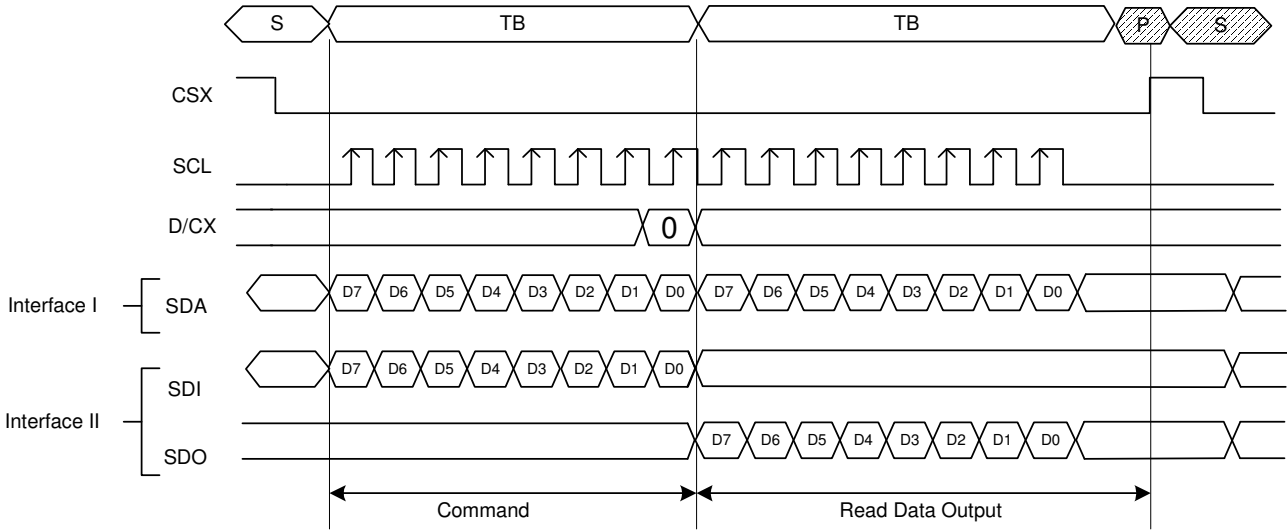 S TB TB P S
CSX
SCL
D/CX 0
Interface I SDA D7 D6 D5 D4 D3 D2 D1 D0 D7 D6 D5 D4 D3 D2 D1 D0
SDI D7 D6 D5 D4 D3 D2 D1 D0
Interface II
SDO D7 D6 D5 D4 D3 D2 D1 D0
Command Read Data Output